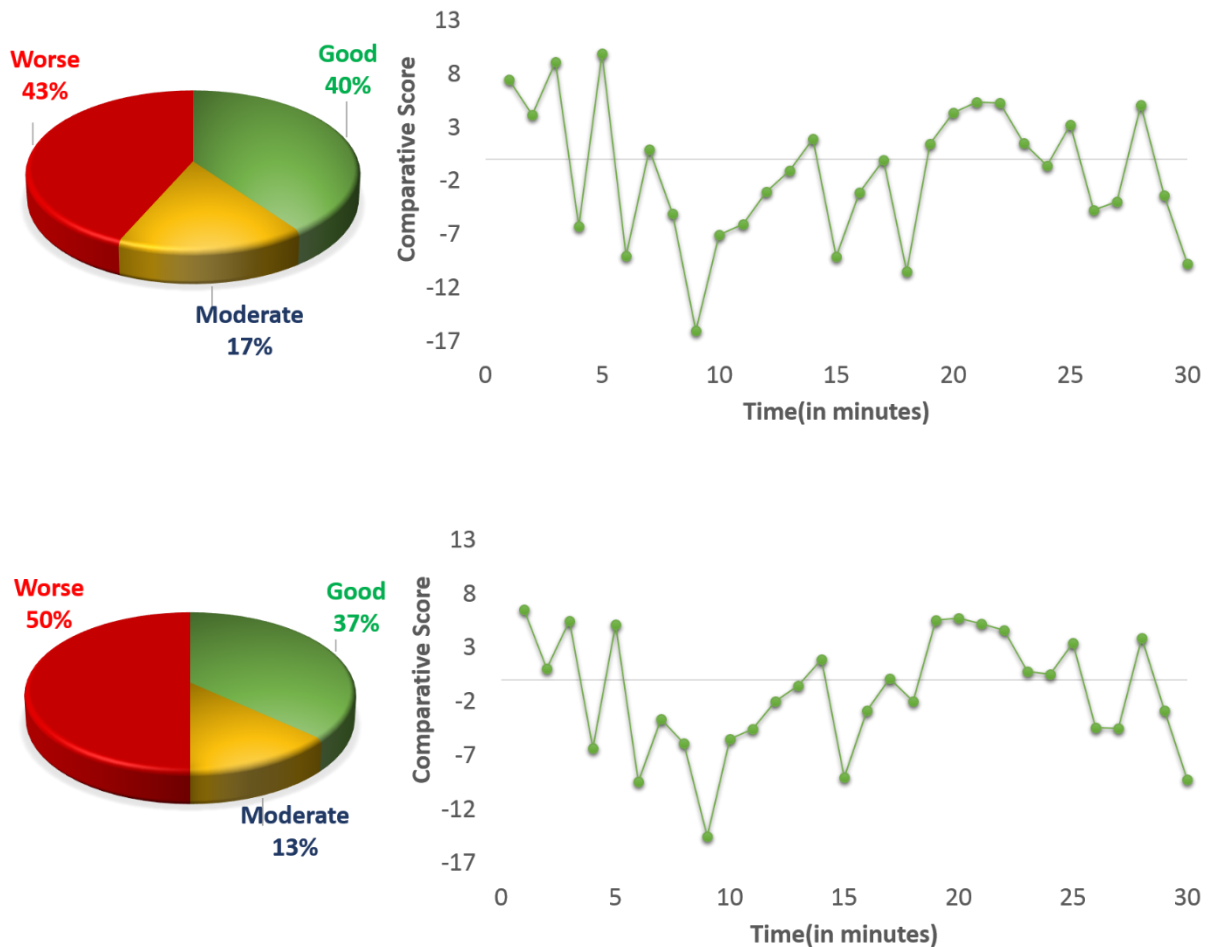 Worse
43%
Good
40%
Moderate
17%
Comparative Score
13
8
3
-2
-7
-12
-17
0 5 10 15 20 25 30
Time(in minutes)
Worse
50%
Good
37%
Moderate
13%
Comparative Score
13
8
3
-2
-7
-12
-17
0 5 10 15 20 25 30
Time(in minutes)